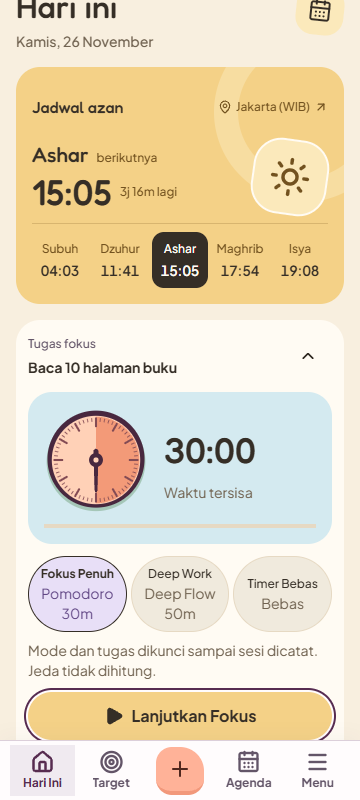 Hari ini
Kamis, 26 November
Jadwal azan
Jakarta (WIB)
Ashar berikutnya
15:05 3j 16m lagi
Subuh Dzuhur Ashar Maghrib Isya
04:03 11:41 15:05 17:54 19:08
Tugas fokus
Baca 10 halaman buku
30:00
Waktu tersisa
Fokus Penuh
Pomodoro
30m
Deep Work
Deep Flow
50m
Timer Bebas
Bebas
Mode dan tugas dikunci sampai sesi dicatat.
Jeda tidak dihitung.
Lanjutkan Fokus
Hari Ini Target Agenda Menu